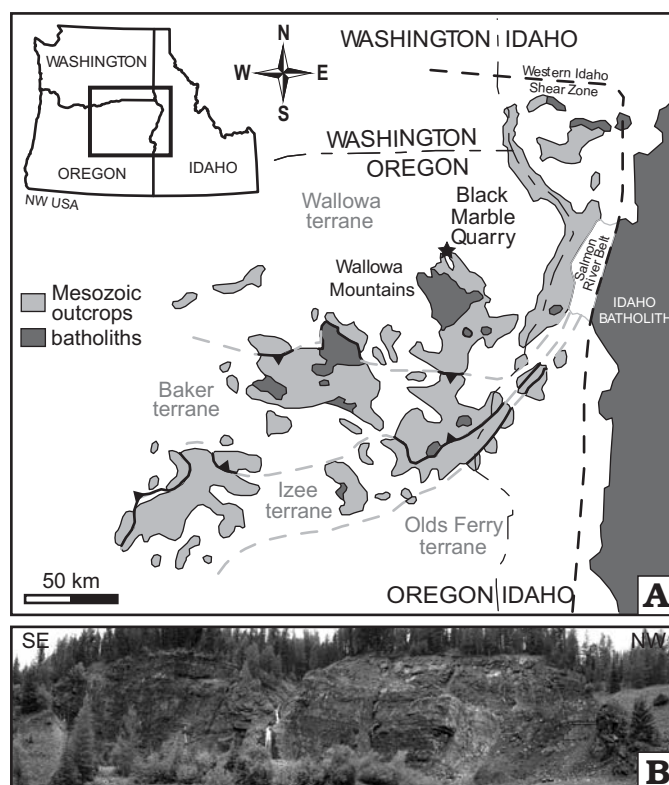 WASHINGTON
OREGON
IDAHO
NW USA
N
W E
S
WASHINGTON IDAHO
Western Idaho
Shear Zone
WASHINGTON
OREGON
Wallowa
terrane
Black
Marble
Quarry
Wallowa
Mountains
Salmon
River Belt
IDAHO
BATHOLITH
Mesozoic
outcrops
batholiths
Baker
terrane
Izee
terrane
Olds Ferry
terrane
50 km
OREGON IDAHO
A
SE
NW
B